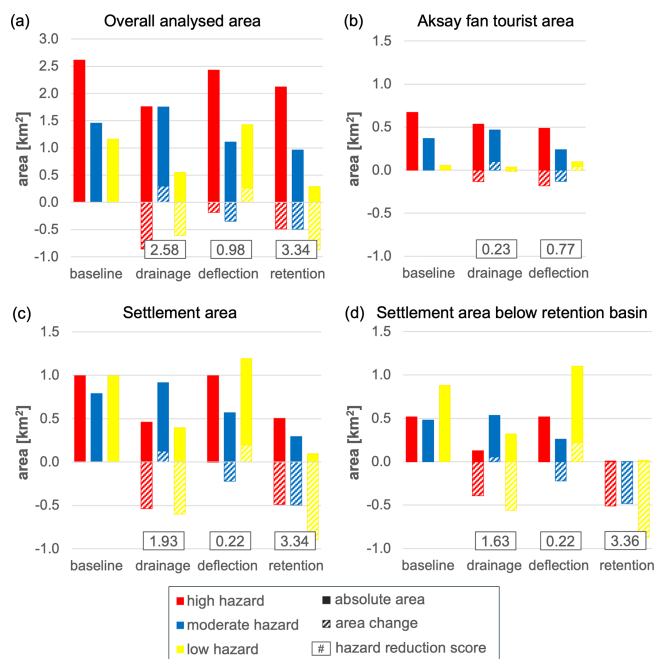 (a) Overall analysed area
3.0
2.5
2.0
1.5
1.0
0.5
0.0
-0.5
-1.0
area [km²]
2.58 0.98 3.34
baseline drainage deflection retention
(b) Aksay fan tourist area
1.5
1.0
0.5
0.0
-0.5
-1.0
area [km²]
0.23 0.77
baseline drainage deflection
(c) Settlement area
1.5
1.0
0.5
0.0
-0.5
-1.0
area [km²]
1.93 0.22 3.34
baseline drainage deflection retention
(d) Settlement area below retention basin
1.5
1.0
0.5
0.0
-0.5
-1.0
area [km²]
1.63 0.22 3.36
baseline drainage deflection retention
high hazard absolute area
moderate hazard area change
low hazard # hazard reduction score